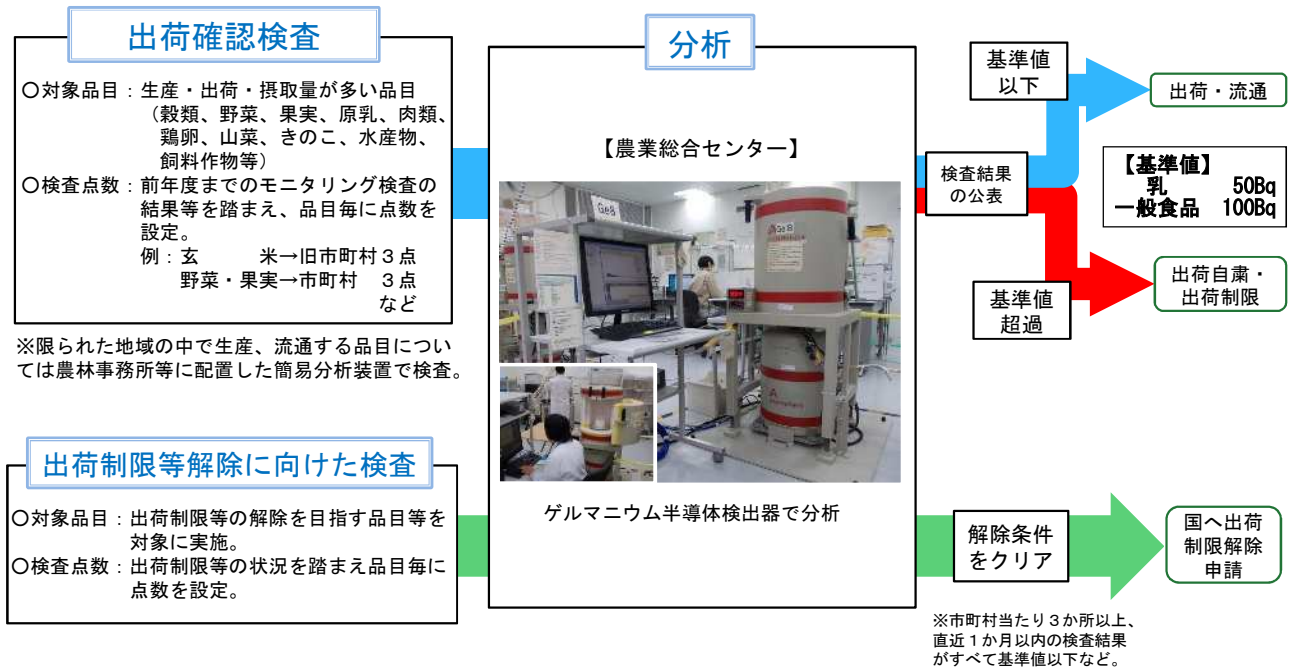 出荷確認検査
〇対象品目：生産・出荷・摂取量が多い品目
（穀類、野菜、果実、原乳、肉類、
鶏卵、山菜、きのこ、水産物、
飼料作物等）
〇検査点数：前年度までのモニタリング検査の
結果等を踏まえ、品目毎に点数を
設定。
例：玄　　米→旧市町村３点
野菜・果実→市町村　３点
など
※限られた地域の中で生産、流通する品目につい
ては農林事務所等に配置した簡易分析装置で検査。
出荷制限等解除に向けた検査
〇対象品目：出荷制限等の解除を目指す品目等を
対象に実施。
〇検査点数：出荷制限等の状況を踏まえ品目毎に
点数を設定。
分析
【農業総合センター】
Ge8
Ge8
ゲルマニウム半導体検出器で分析
検査結果
の公表
基準値
以下
出荷・流通
【基準値】
乳　50Bq
一般食品　100Bq
基準値
超過
出荷自粛・
出荷制限
解除条件
をクリア
国へ出荷
制限解除
申請
※市町村当たり３か所以上、
直近１か月以内の検査結果
がすべて基準値以下など。